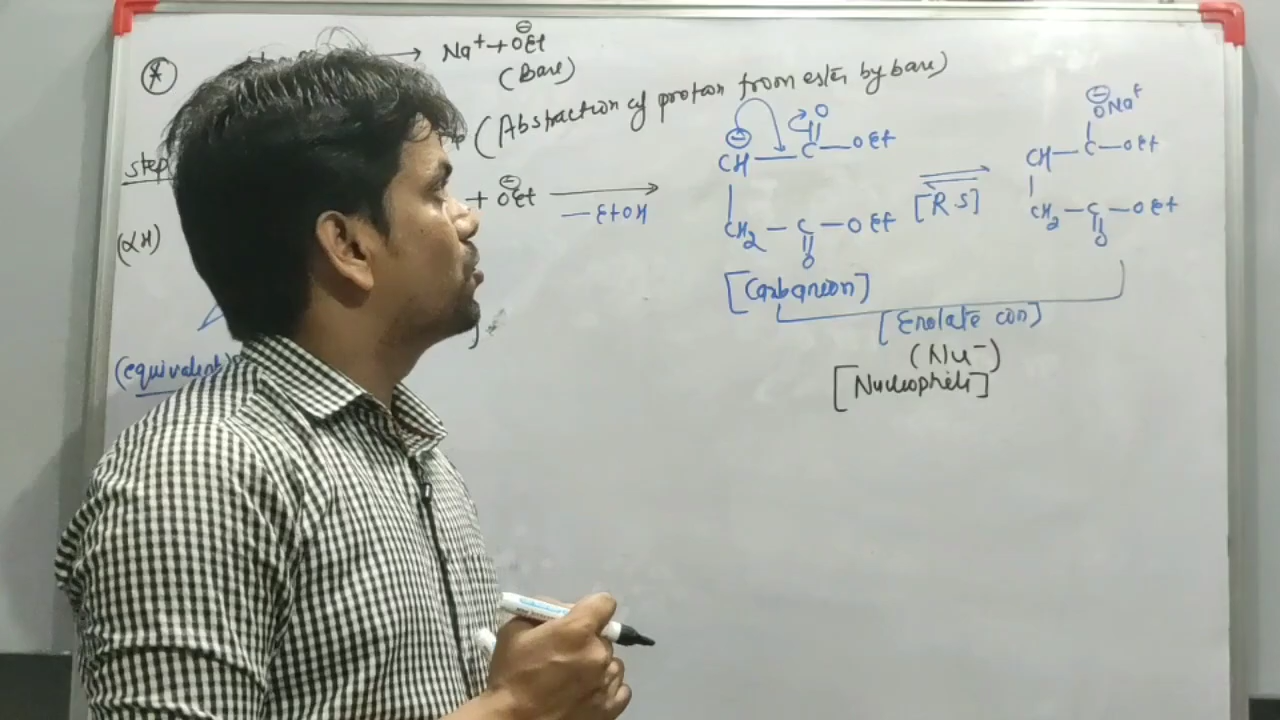 Na⁺ + ⊖OEt
(Base)
(Abstraction of proton from ester by base)
step
+ ⊖OEt → -EtOH
(αH)
⊖
CH — C — OEt
O
CH₂ — C — OEt
O
[Carbanion]
⇌ [R.S]
⊖
ONa⁺
CH — C — OEt
CH₂ — C — OEt
O
[Enolate ion]
(Nu⁻)
[Nucleophile]
(equivalent)